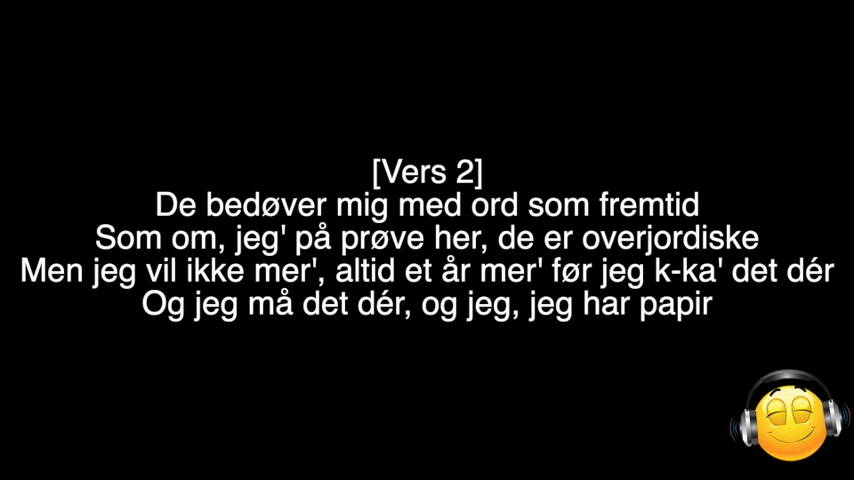 [Vers 2]
De bedøver mig med ord som fremtid
Som om, jeg' på prøve her, de er overjordiske
Men jeg vil ikke mer', altid et år mer' før jeg k-ka' det dér
Og jeg må det dér, og jeg, jeg har papir